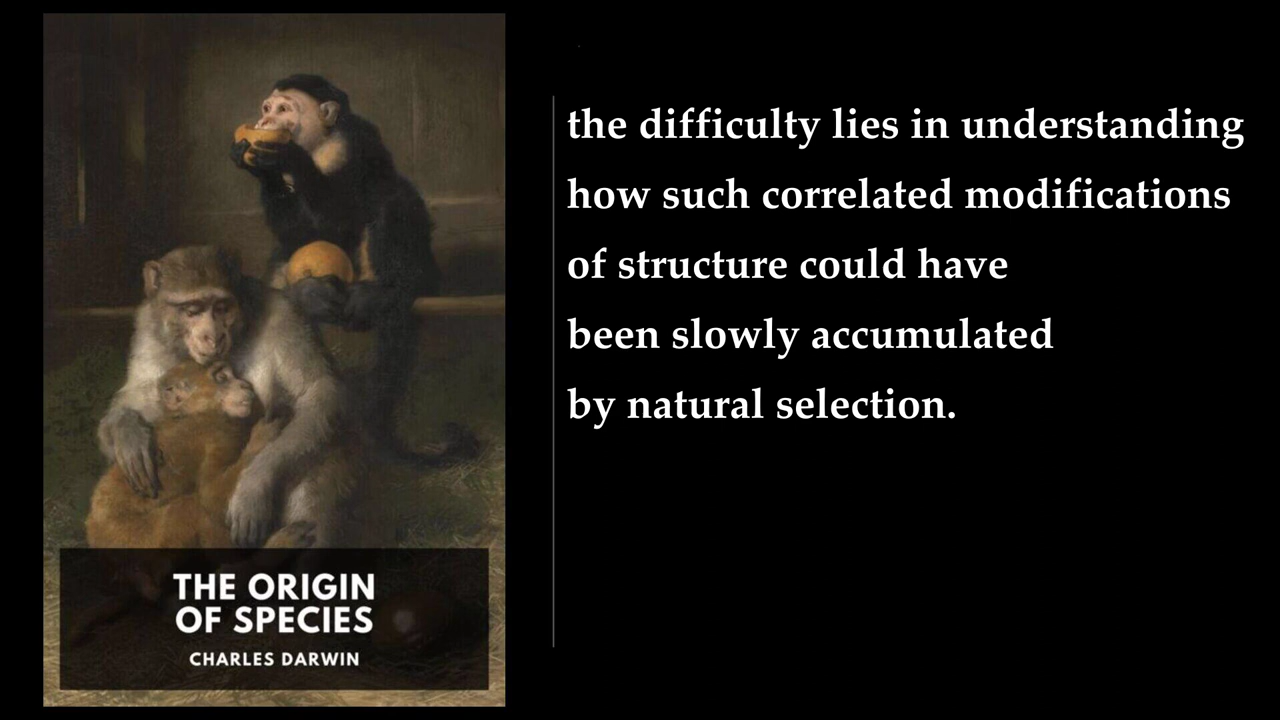 the difficulty lies in understanding
how such correlated modifications
of structure could have
been slowly accumulated
by natural selection.
THE ORIGIN
OF SPECIES
CHARLES DARWIN